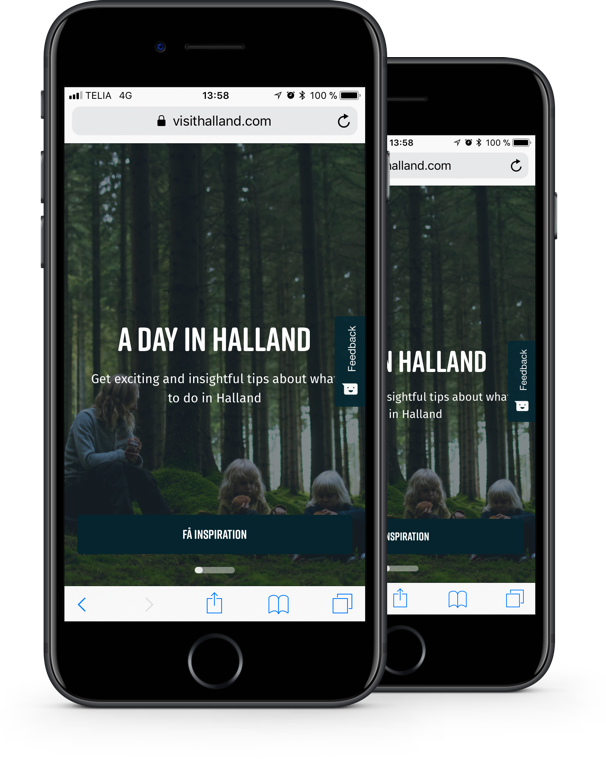 TELIA 4G 13:58 100 %
visithalland.com
A DAY IN HALLAND
Get exciting and insightful tips about what
to do in Halland
Feedback
FÅ INSPIRATION
13:58 100 %
halland.com
N HALLAND
sightful tips about what
in Halland
Feedback
NSPIRATION